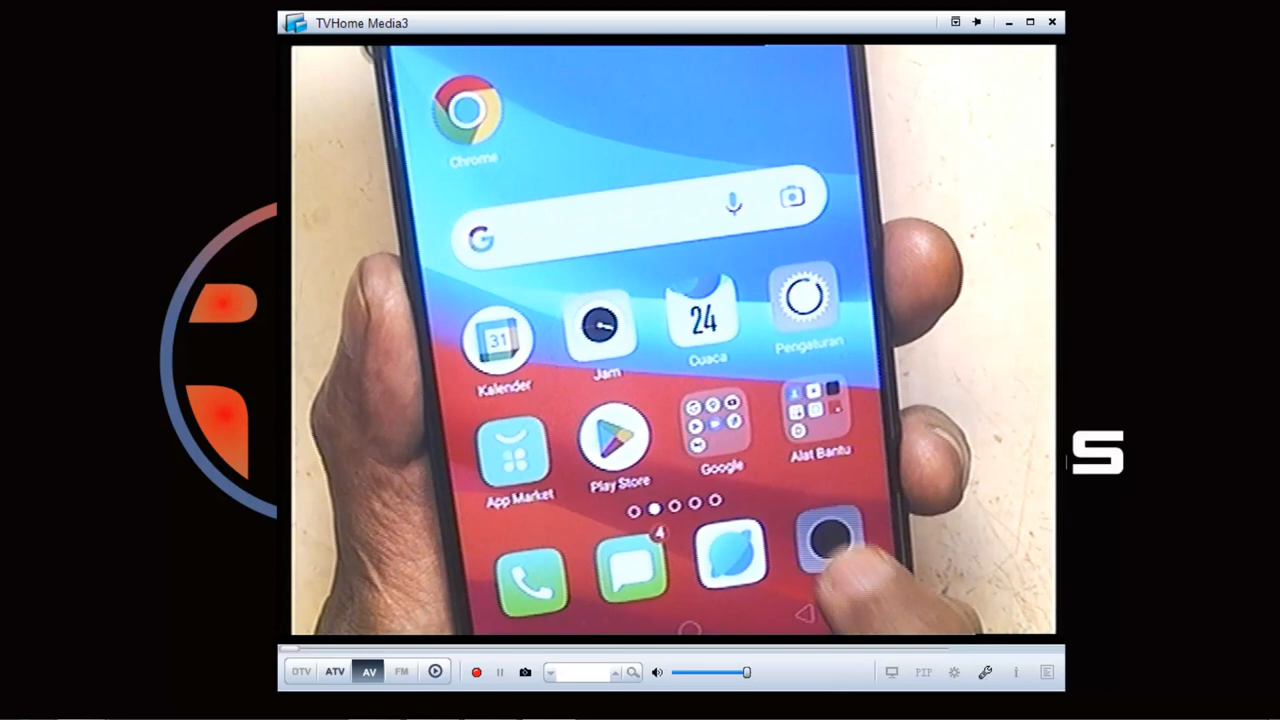 TVHome Media3
Chrome
G
31
24
Kalender
Jam
Cuaca
Pengaturan
App Market
Play Store
Google
Alat Bantu
4
S
DTV ATV AV FM
PIP
i